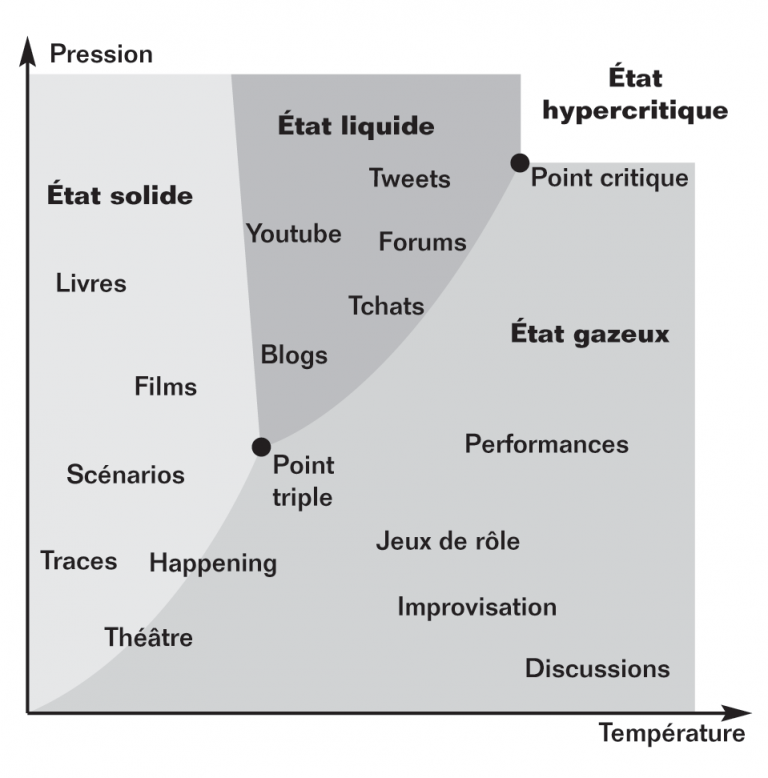 Pression
État
hypercritique
État liquide
Tweets
Point critique
État solide
Youtube
Forums
Livres
Tchats
État gazeux
Blogs
Films
Performances
Point
triple
Scénarios
Jeux de rôle
Traces
Happening
Improvisation
Théâtre
Discussions
Température